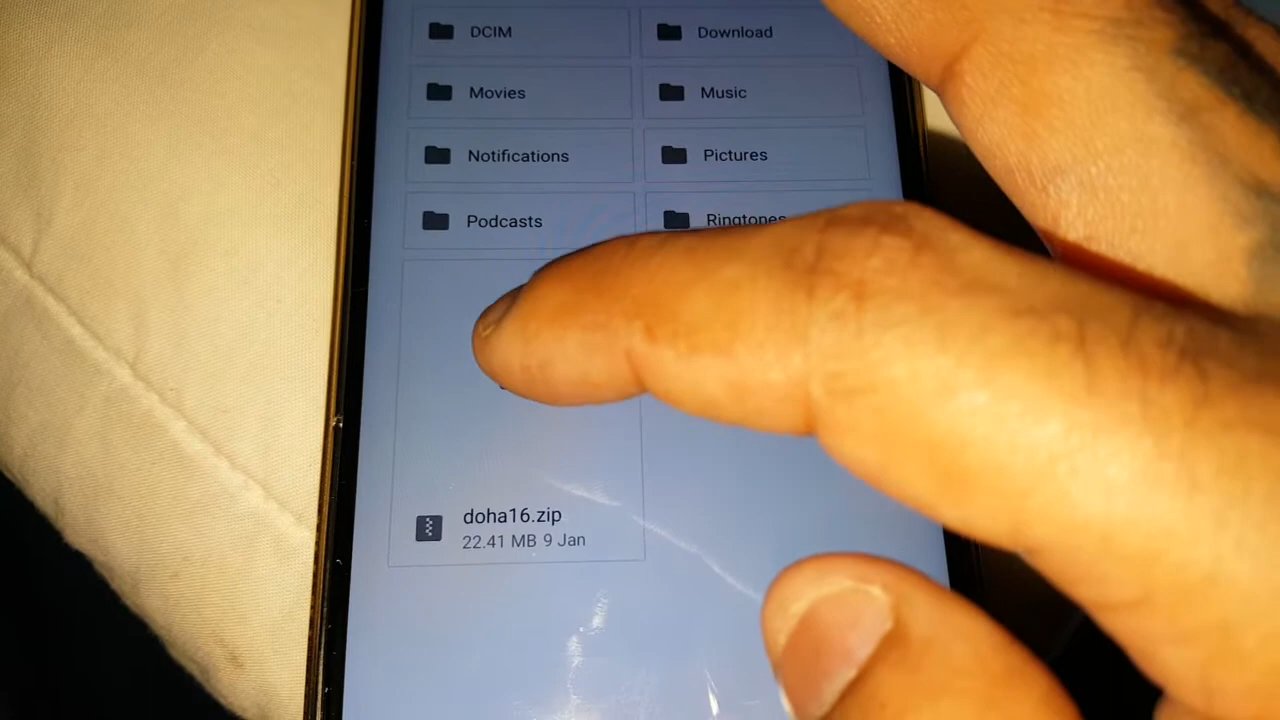 DCIM
Download
Movies
Music
Notifications
Pictures
Podcasts
Ringtones
doha16.zip
22.41 MB 9 Jan